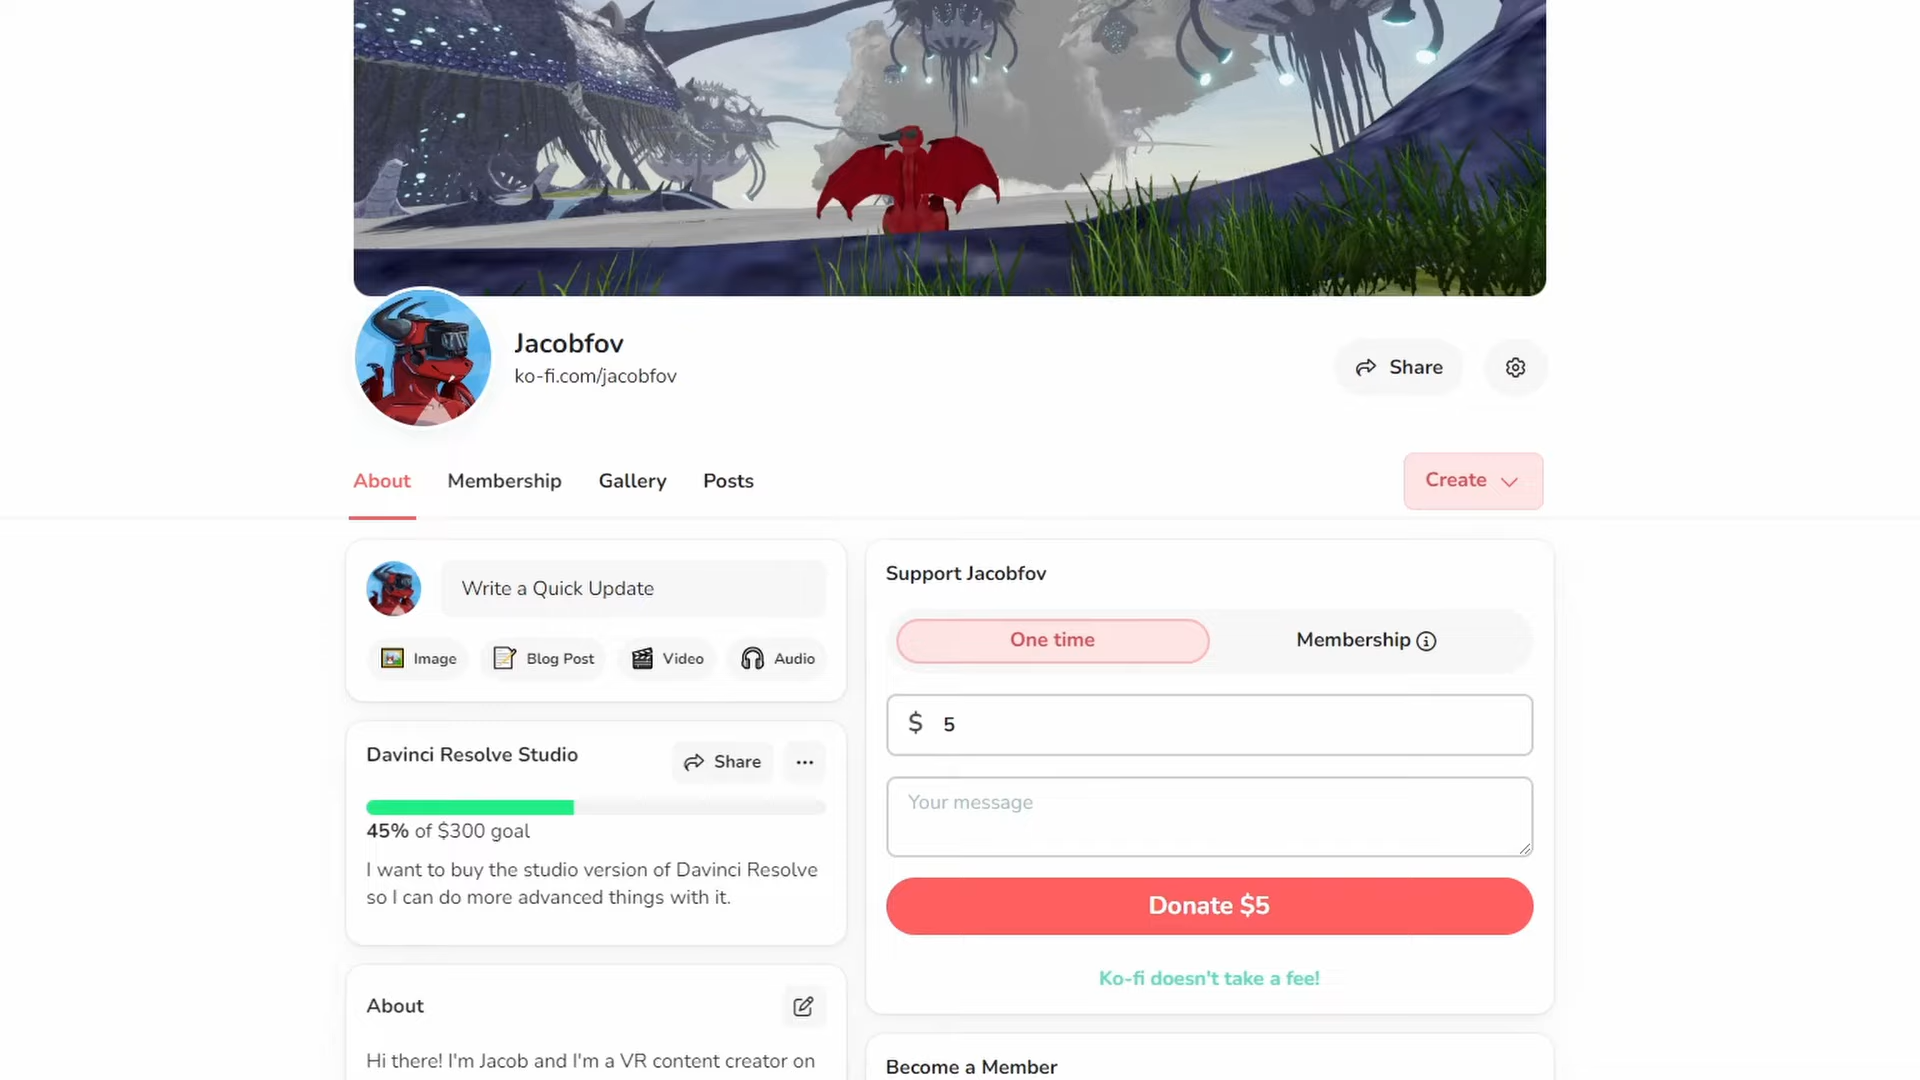 Jacobfov
ko-fi.com/jacobfov
Share
About
Membership
Gallery
Posts
Create
Write a Quick Update
Image
Blog Post
Video
Audio
Davinci Resolve Studio
Share
45% of $300 goal
I want to buy the studio version of Davinci Resolve
so I can do more advanced things with it.
About
Hi there! I'm Jacob and I'm a VR content creator on
Support Jacobfov
One time
Membership
$ 5
Your message
Donate $5
Ko-fi doesn't take a fee!
Become a Member